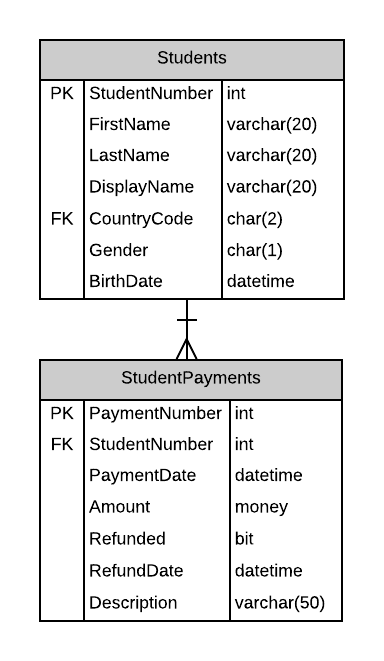 Students
PK StudentNumber int
FirstName varchar(20)
LastName varchar(20)
DisplayName varchar(20)
FK CountryCode char(2)
Gender char(1)
BirthDate datetime
StudentPayments
PK PaymentNumber int
FK StudentNumber int
PaymentDate datetime
Amount money
Refunded bit
RefundDate datetime
Description varchar(50)